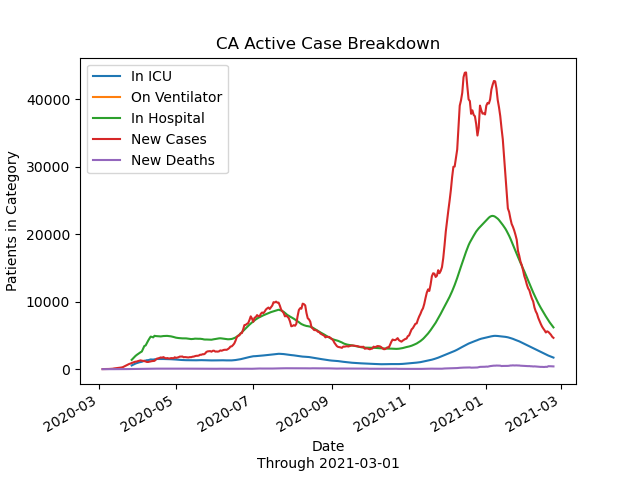 CA Active Case Breakdown
In ICU
On Ventilator
In Hospital
New Cases
New Deaths
Patients in Category
40000
30000
20000
10000
0
2020-03
2020-05
2020-07
2020-09
2020-11
2021-01
2021-03
Date
Through 2021-03-01